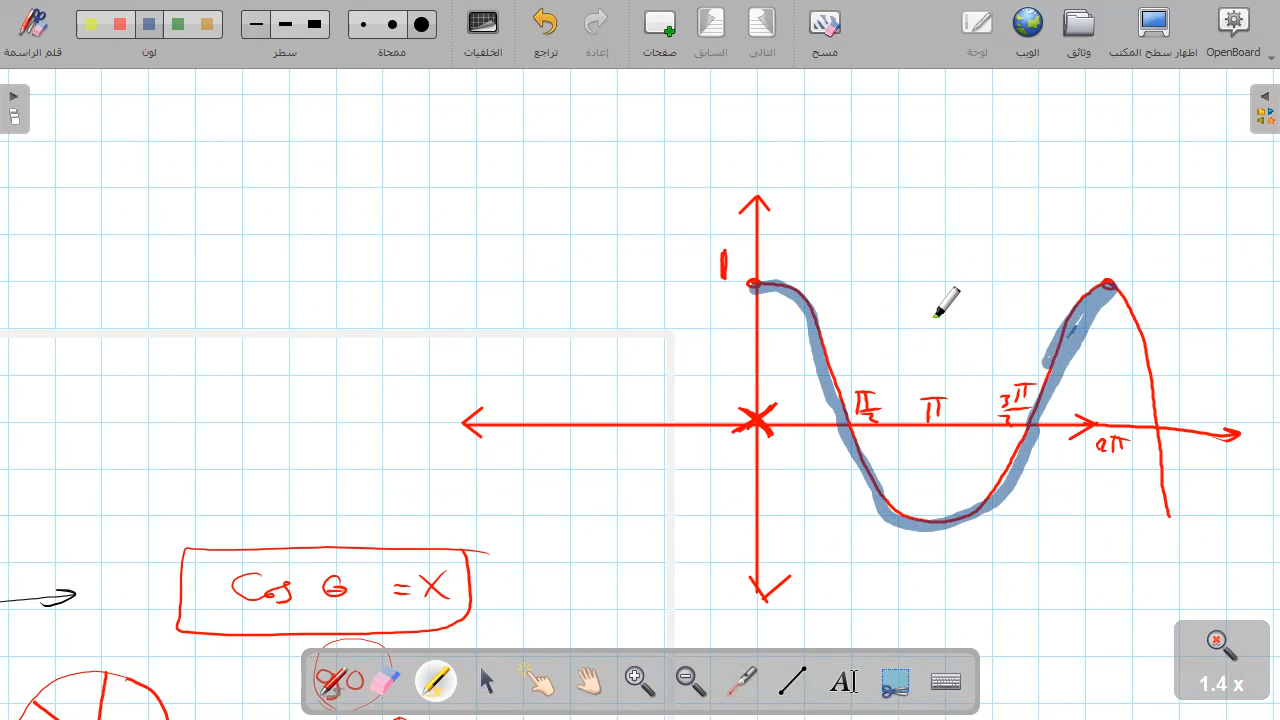 قلم الراسمة
لون
سطر
ممحاة
الخلفيات
تراجع
إعادة
صفحات
السابق
التالي
مسح
لوحة
الويب
وثائق
اظهار سطح المكتب
OpenBoard
1
π/2
π
3π/2
2π
Cos θ = X
90
1.4 x